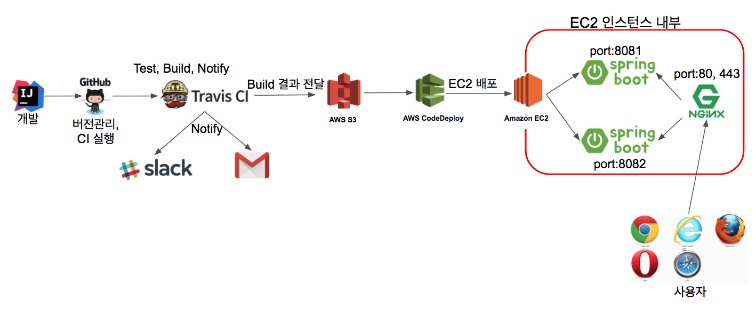 EC2 인스턴스 내부
port:8081
Test, Build, Notify
GitHub
Build 결과 전달
EC2 배포
spring
boot
port:80, 443
IJ
Travis CI
NGINX
개발
버전관리,
CI 실행
AWS S3
AWS CodeDeploy
Amazon EC2
Notify
spring
boot
port:8082
slack
사용자